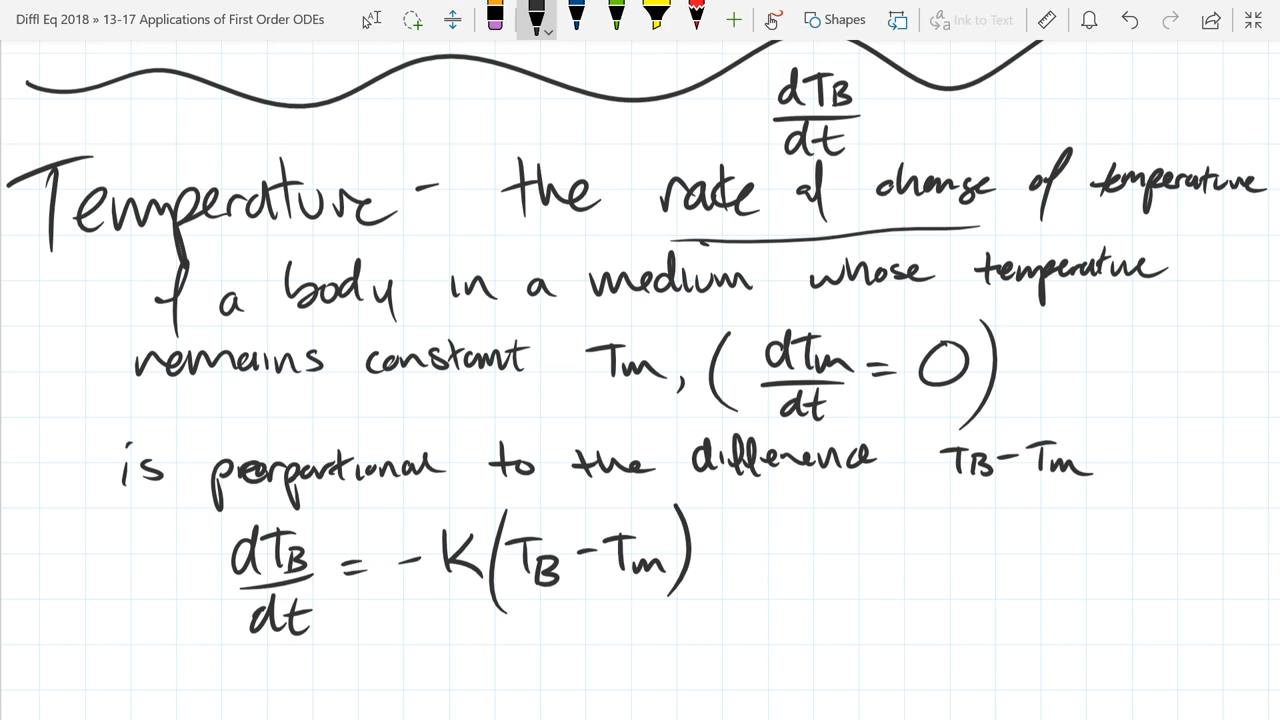 Diffl Eq 2018 » 13-17 Applications of First Order ODEs
Shapes
Ink to Text
dTB/dt
Temperature - the rate of change of temperature
of a body in a medium whose temperature
remains constant Tm, (dTm/dt = 0)
is proportional to the difference TB-Tm
dTB/dt = -K(TB-Tm)